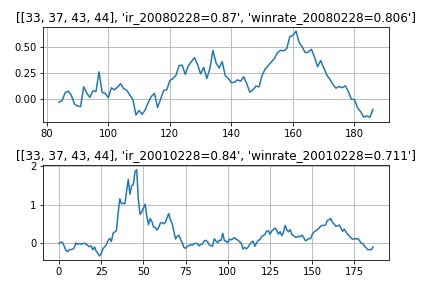 [[33, 37, 43, 44], 'ir_20080228=0.87', 'winrate_20080228=0.806']
0.50
0.25
0.00
80 100 120 140 160 180
[[33, 37, 43, 44], 'ir_20010228=0.84', 'winrate_20010228=0.711']
2
1
0
0 25 50 75 100 125 150 175